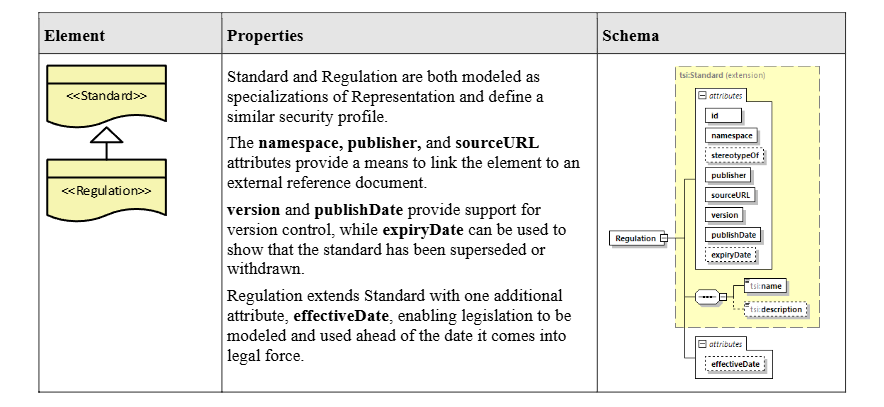 Element
Properties
Schema
<<Standard>>
<<Regulation>>
Standard and Regulation are both modeled as
specializations of Representation and define a
similar security profile.
The namespace, publisher, and sourceURL
attributes provide a means to link the element to an
external reference document.
version and publishDate provide support for
version control, while expiryDate can be used to
show that the standard has been superseded or
withdrawn.
Regulation extends Standard with one additional
attribute, effectiveDate, enabling legislation to be
modeled and used ahead of the date it comes into
legal force.
tsi:Standard (extension)
attributes
id
namespace
stereotypeOf
publisher
sourceURL
version
publishDate
expiryDate
Regulation
tsi:name
tsi:description
attributes
effectiveDate